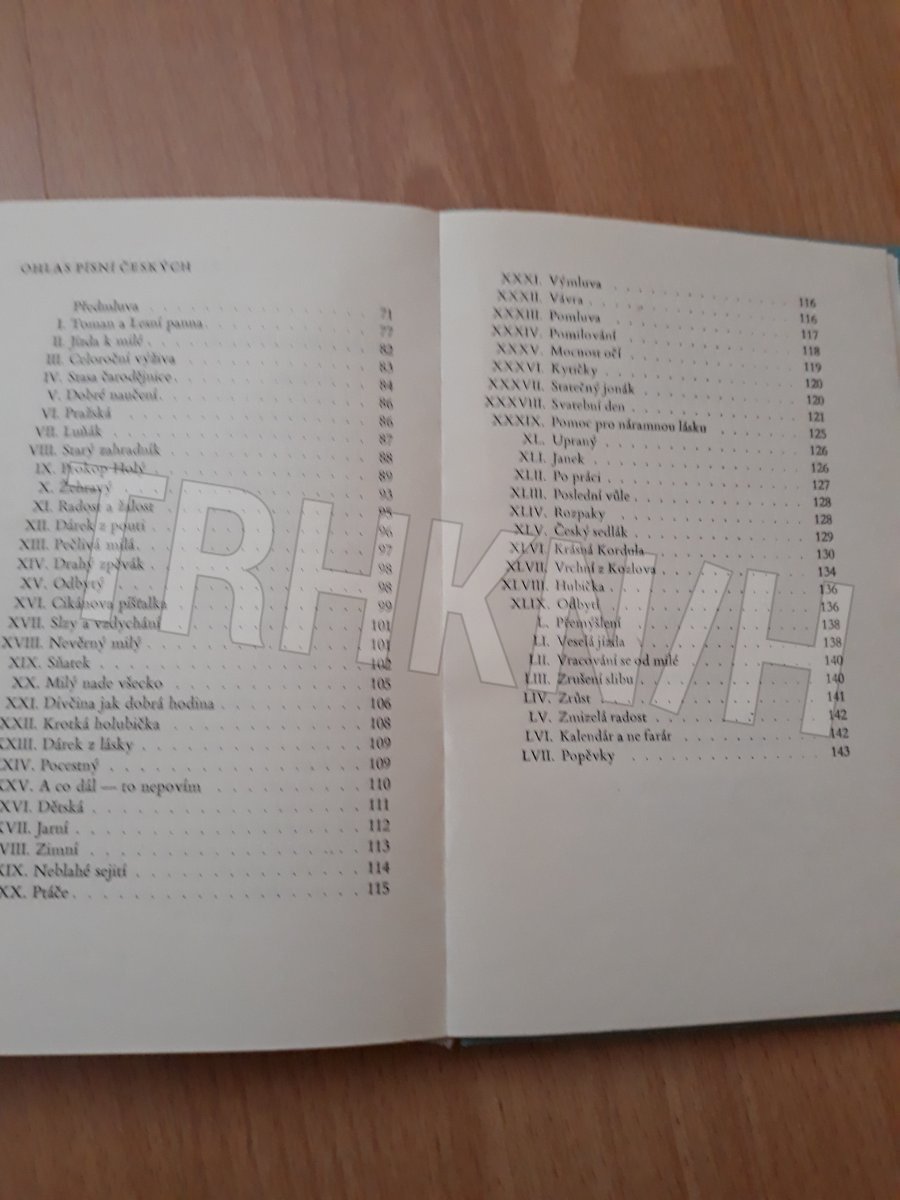 OHLAS PÍSNÍ ČESKÝCH
Předmluva 71
I. Toman a Lesní panna 77
II. Jízda k milé 82
III. Celoroční výživa 83
IV. Stasa čarodějnice 84
V. Dobré naučení 86
VI. Pražská 86
VII. Luňák 87
VIII. Starý zahradník 88
IX. Prokop Holý 89
X. Žehravý 93
XI. Radost a žalost 95
XII. Dárek z pouti 96
XIII. Pečlivá milá 97
XIV. Drahý zpěvák 98
XV. Odbytý 98
XVI. Cikánova píšťalka 99
XVII. Slzy a vzdychání 101
XVIII. Nevěrný milý 101
XIX. Sňatek 102
XX. Milý nade všecko 105
XXI. Dívčina jak dobrá hodina 106
XXII. Krotká holubička 108
XXIII. Dárek z lásky 109
XXIV. Pocestný 109
XXV. A co dál — to nepovím 110
XVI. Dětská 111
XVII. Jarní 112
VIII. Zimní 113
XIX. Neblahé sejití 114
XX. Ptáče 115
XXXI. Výmluva 116
XXXII. Vávra 116
XXXIII. Pomluva 117
XXXIV. Pomilování 118
XXXV. Mocnost očí 119
XXXVI. Kytičky 120
XXXVII. Statečný jonák 120
XXXVIII. Svatební den 121
XXXIX. Pomoc pro náramnou lásku 125
XL. Upraný 126
XLI. Janek 126
XLII. Po práci 127
XLIII. Poslední vůle 128
XLIV. Rozpaky 128
XLV. Český sedlák 129
XLVI. Krásná Kordula 130
XLVII. Vrchní z Kozlova 134
XLVIII. Hubička 136
XLIX. Odbytí 136
L. Přemýšlení 138
LI. Veselá jízda 138
LII. Vracování se od milé 140
LIII. Zrušení slibu 140
LIV. Zrůst 141
LV. Zmizelá radost 142
LVI. Kalendár a ne farár 142
LVII. Popěvky 143
TRHKNIH